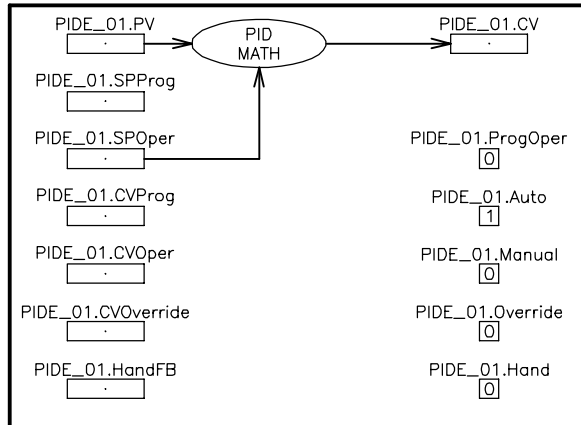 PIDE_01.PV
PID
MATH
PIDE_01.CV
PIDE_01.SPProg
PIDE_01.SPOper
PIDE_01.ProgOper
0
PIDE_01.CVProg
PIDE_01.Auto
1
PIDE_01.CVOper
PIDE_01.Manual
0
PIDE_01.CVOverride
PIDE_01.Override
0
PIDE_01.HandFB
PIDE_01.Hand
0